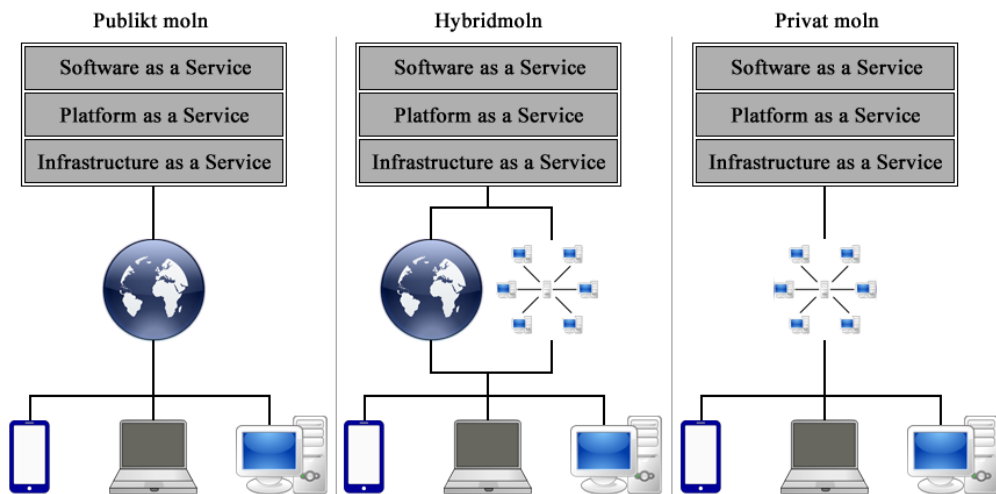 Publikt moln
Software as a Service
Platform as a Service
Infrastructure as a Service
Hybridmoln
Software as a Service
Platform as a Service
Infrastructure as a Service
Privat moln
Software as a Service
Platform as a Service
Infrastructure as a Service